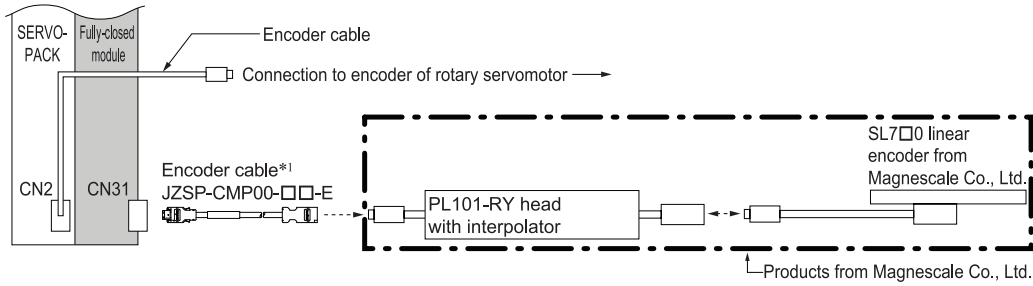 SERVO-
PACK
Fully-closed
module
Encoder cable
Connection to encoder of rotary servomotor
CN2
CN31
Encoder cable*1
JZSP-CMP00-□□-E
PL101-RY head
with interpolator
SL7□0 linear
encoder from
Magnescale Co., Ltd.
Products from Magnescale Co., Ltd.